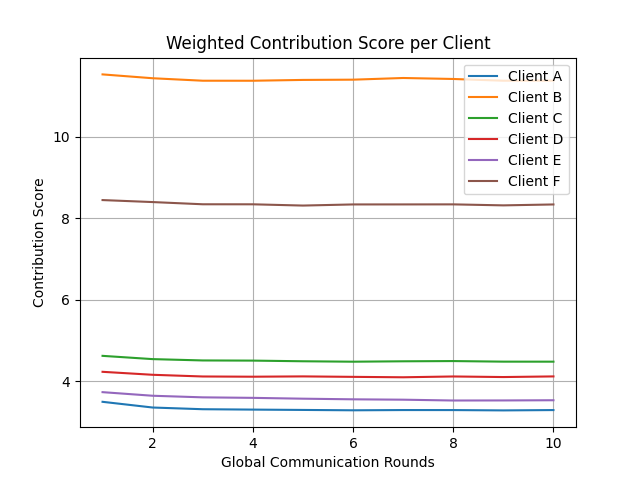 Weighted Contribution Score per Client
Client A
Client B
Client C
Client D
Client E
Client F
Contribution Score
10
8
6
4
2
4
6
8
10
Global Communication Rounds